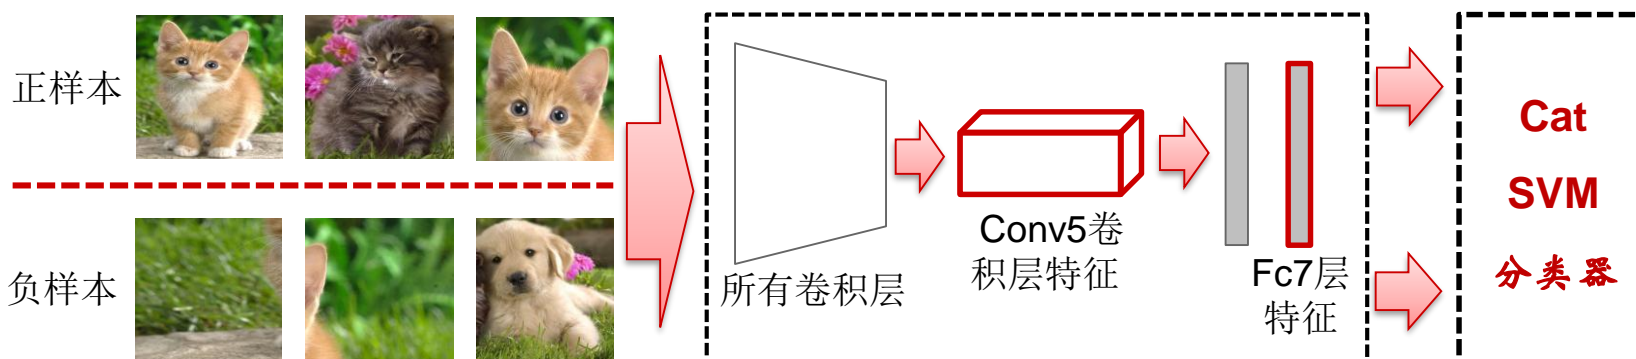 正样本
负样本
所有卷积层
Conv5卷
积层特征
Fc7层
特征
Cat
SVM
分类器